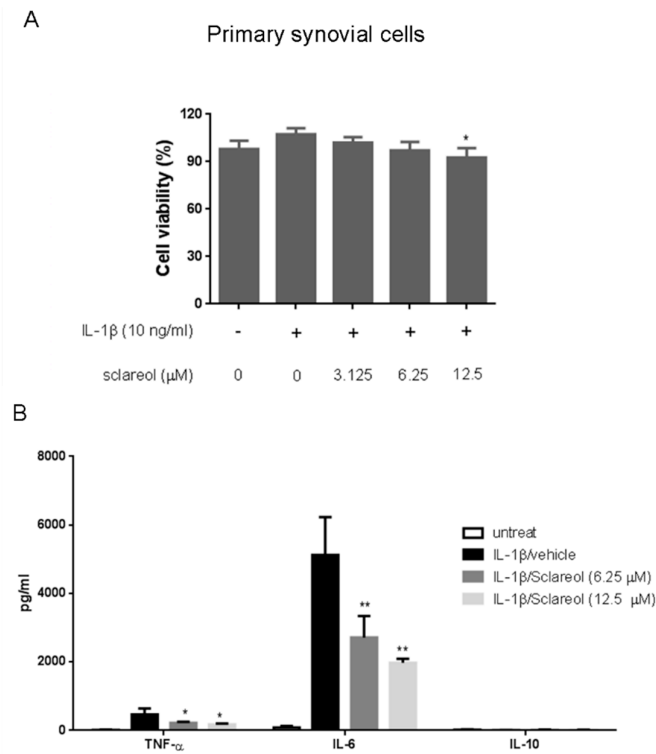 A
Primary synovial cells
Cell viability (%)
120
90
60
30
0
*
IL-1β (10 ng/ml) - + + + +
sclareol (μM) 0 0 3.125 6.25 12.5
B
pg/ml
8000
6000
4000
2000
0
untreat
IL-1β/vehicle
IL-1β/Sclareol (6.25 μM)
IL-1β/Sclareol (12.5 μM)
** **
* *
TNF-α IL-6 IL-10